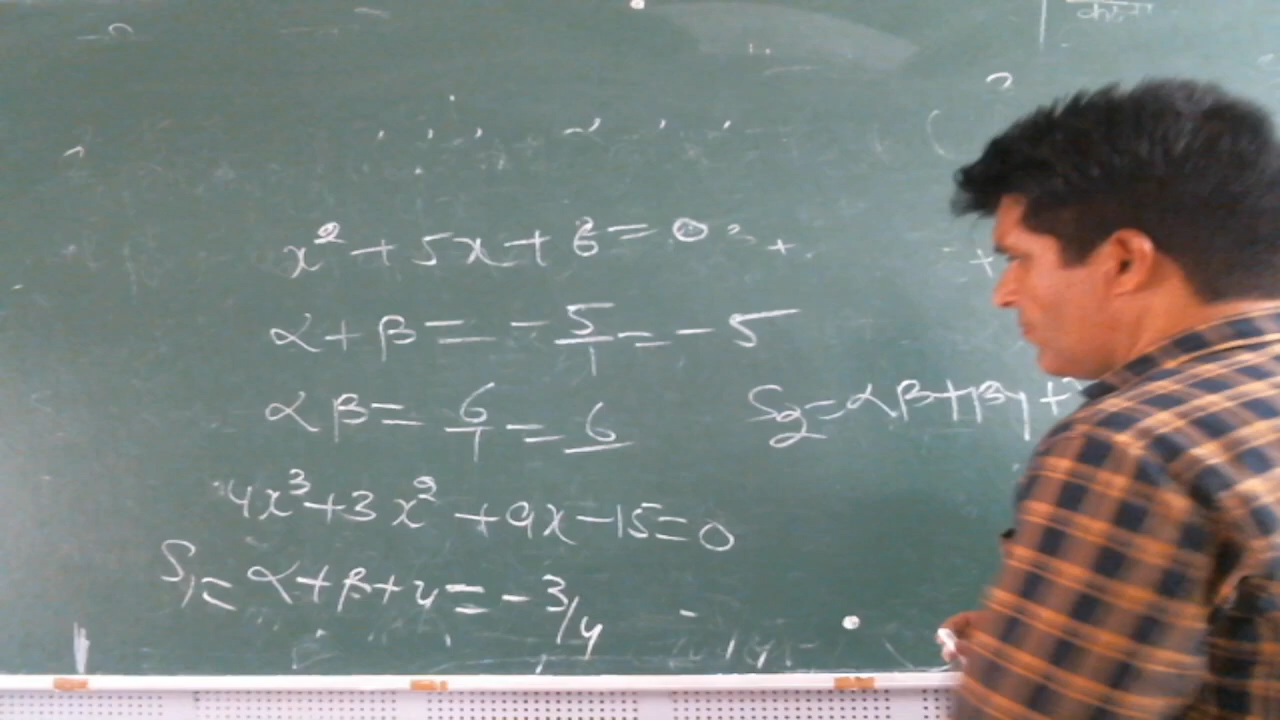 x² + 5x + 6 = 0
α + β = - 5/1 = - 5
αβ = 6/1 = 6
S₂ = αβ + βγ +
4x³ + 3x² + 9x - 15 = 0
S₁ = α + β + γ = - 3/4